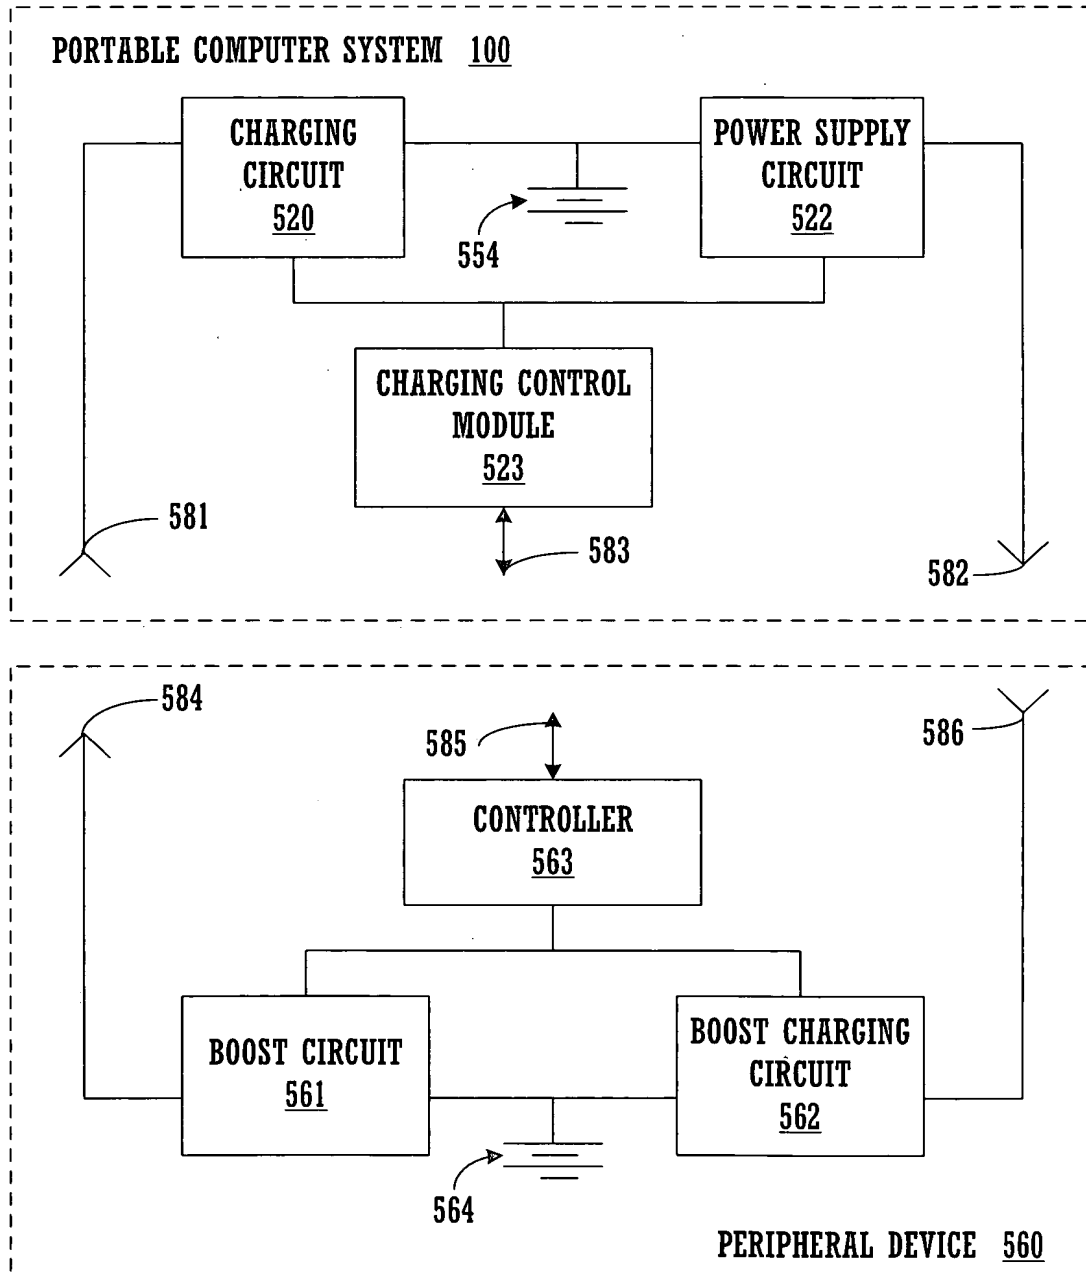 PORTABLE COMPUTER SYSTEM 100
CHARGING
CIRCUIT
520
POWER SUPPLY
CIRCUIT
522
554
CHARGING CONTROL
MODULE
523
581
583
582
584
585
586
CONTROLLER
563
BOOST CIRCUIT
561
BOOST CHARGING
CIRCUIT
562
564
PERIPHERAL DEVICE 560